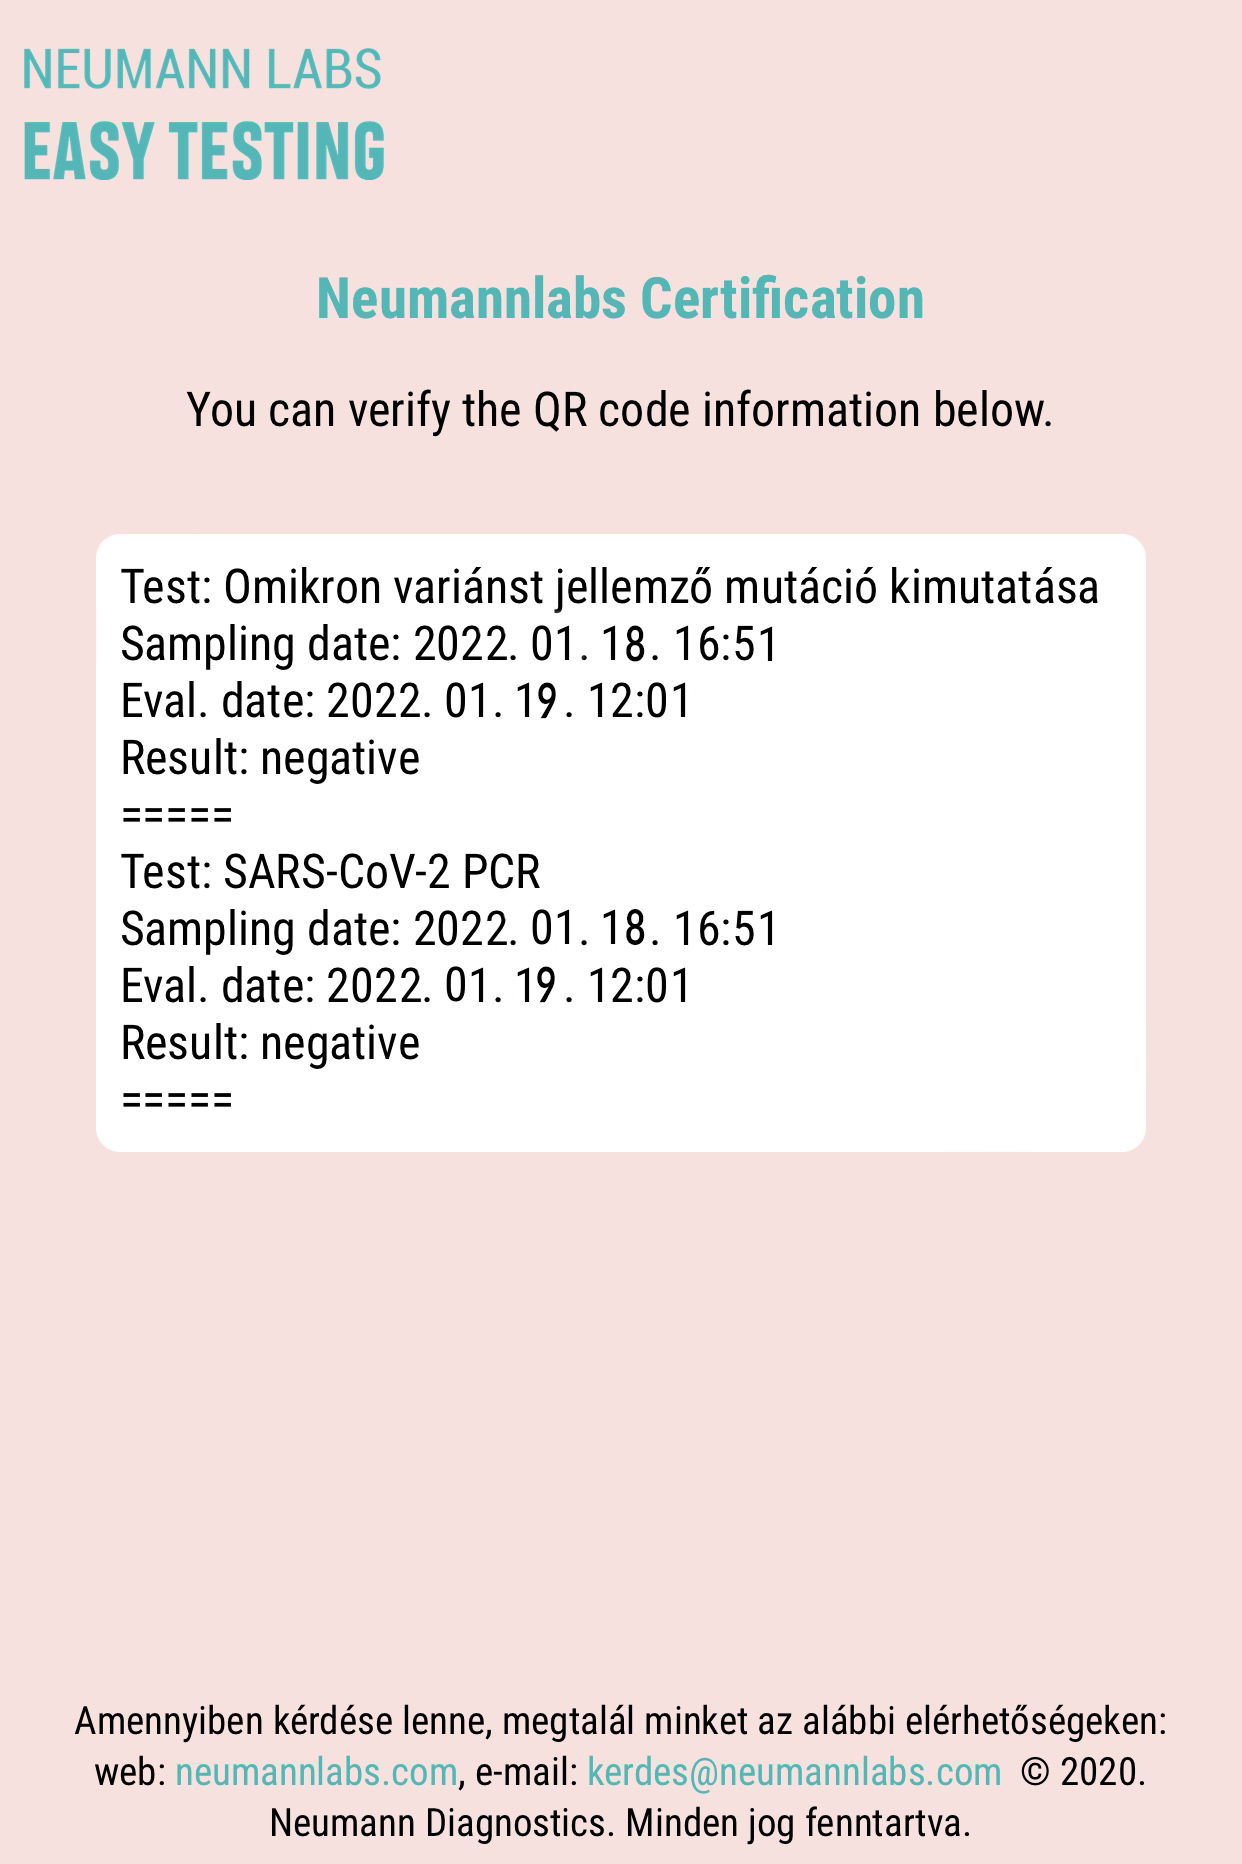 NEUMANN LABS
EASY TESTING
Neumannlabs Certification
You can verify the QR code information below.
Test: Omikron variánst jellemző mutáció kimutatása
Sampling date: 2022. 01. 18. 16:51
Eval. date: 2022. 01. 19. 12:01
Result: negative
=====
Test: SARS-CoV-2 PCR
Sampling date: 2022. 01. 18. 16:51
Eval. date: 2022. 01. 19. 12:01
Result: negative
=====
Amennyiben kérdése lenne, megtalál minket az alábbi elérhetőségeken:
web: neumannlabs.com, e-mail: kerdes@neumannlabs.com © 2020.
Neumann Diagnostics. Minden jog fenntartva.